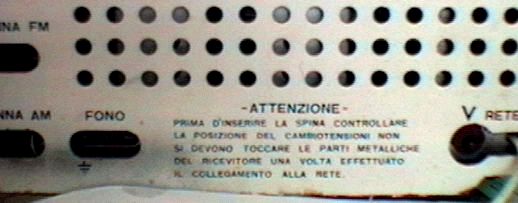 NNA FM
-ATTENZIONE-
NNA AM
FONO
V RETE
PRIMA D'INSERIRE LA SPINA CONTROLLARE
LA POSIZIONE DEL CAMBIOTENSIONI NON
SI DEVONO TOCCARE LE PARTI METALLICHE
DEL RICEVITORE UNA VOLTA EFFETTUATO
IL COLLEGAMENTO ALLA RETE.